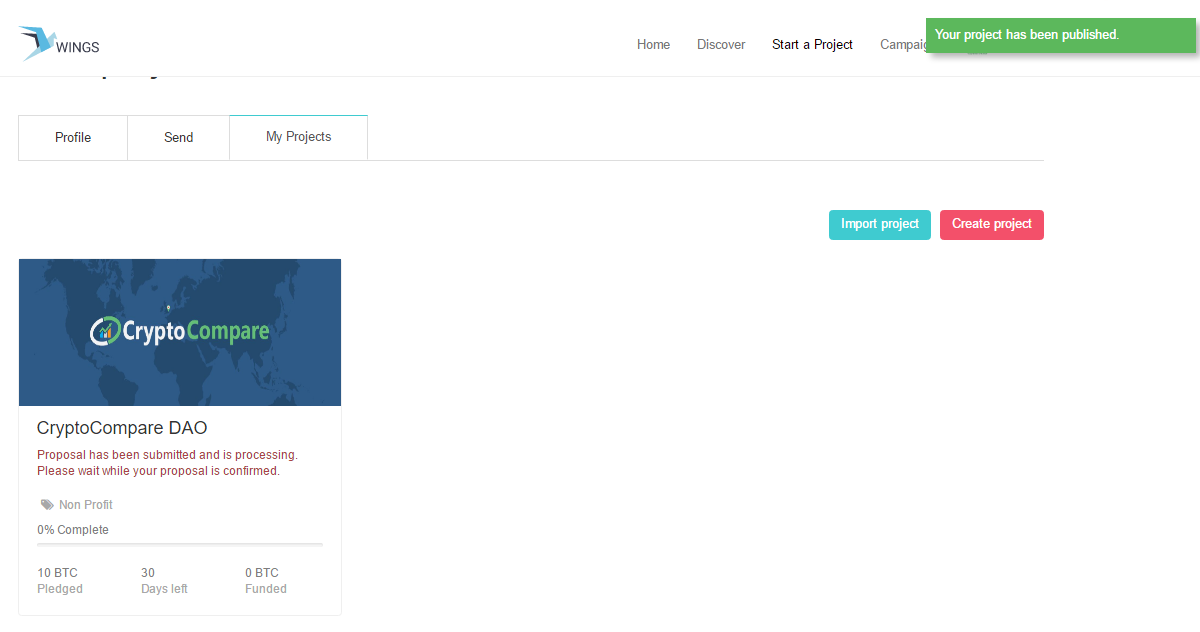 WINGS
Home
Discover
Start a Project
Campaig
Your project has been published.
Profile
Send
My Projects
Import project
Create project
CryptoCompare
CryptoCompare DAO
Proposal has been submitted and is processing.
Please wait while your proposal is confirmed.
Non Profit
0% Complete
10 BTC
Pledged
30
Days left
0 BTC
Funded